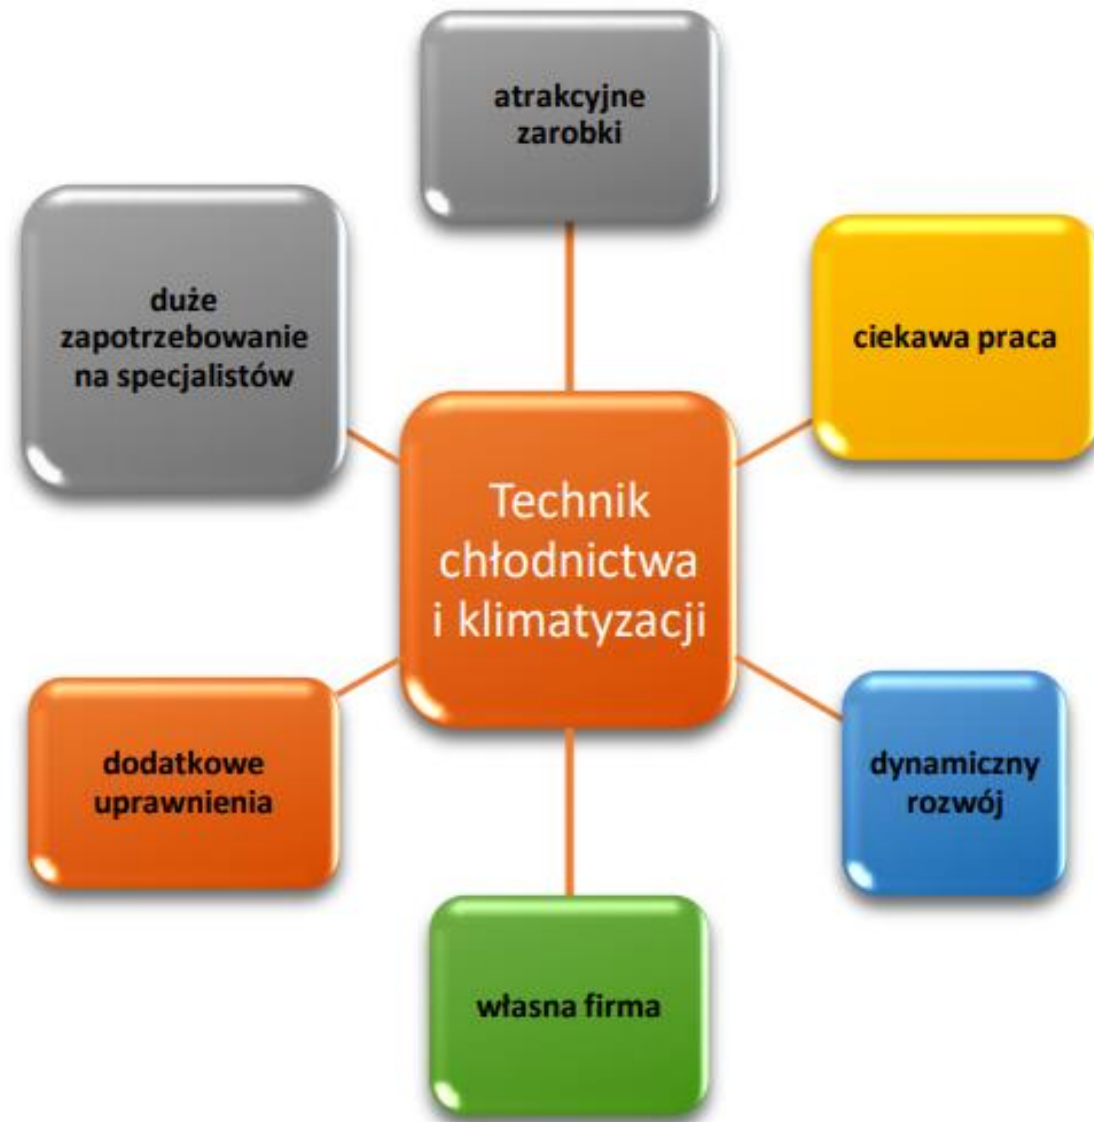 atrakcyjne
zarobki
duże
zapotrzebowanie
na specjalistów
ciekawa praca
Technik
chłodnictwa
i klimatyzacji
dodatkowe
uprawnienia
dynamiczny
rozwój
własna firma